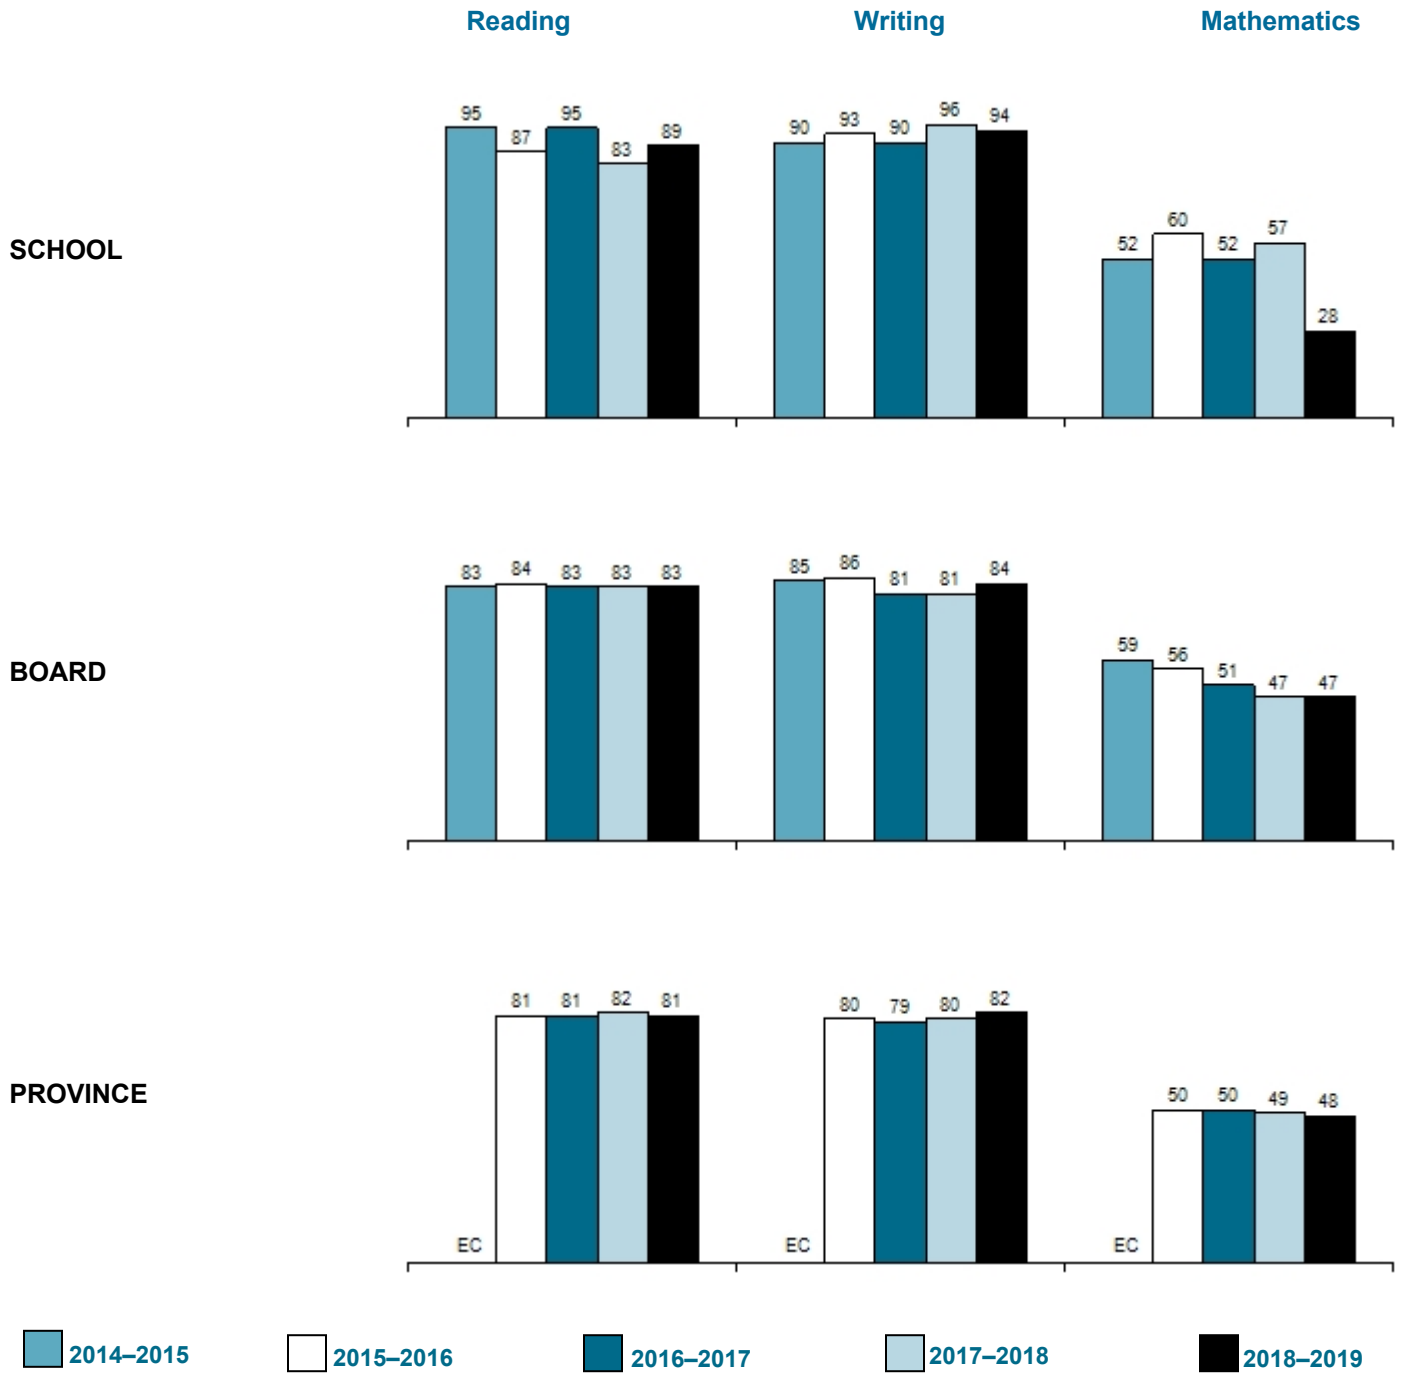 Reading Writing Mathematics
SCHOOL
95 87 95 83 89 90 93 90 96 94 52 60 52 57 28
BOARD
83 84 83 83 83 85 86 81 81 84 59 56 51 47 47
PROVINCE
EC 81 81 82 81 EC 80 79 80 82 EC 50 50 49 48
2014–2015 2015–2016 2016–2017 2017–2018 2018–2019